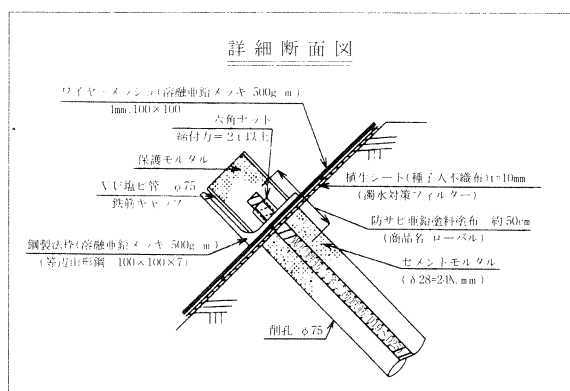 詳細断面図
ワイヤーメッシュ(溶融亜鉛メッキ 500g m)
1mm.100×100
六角ナット
締付力=2t以上
保護モルタル
VU塩ビ管 φ75
鉄筋キャップ
鋼製法枠(溶融亜鉛メッキ 500g m)
(等辺山形鋼 100×100×7)
植生シート(種子入不織布)t=10mm
(濁水対策フィルター)
防サビ亜鉛塗料塗布 約50cm
(商品名 ローバル)
セメントモルタル
(δ28=24N.mm)
削孔 φ75